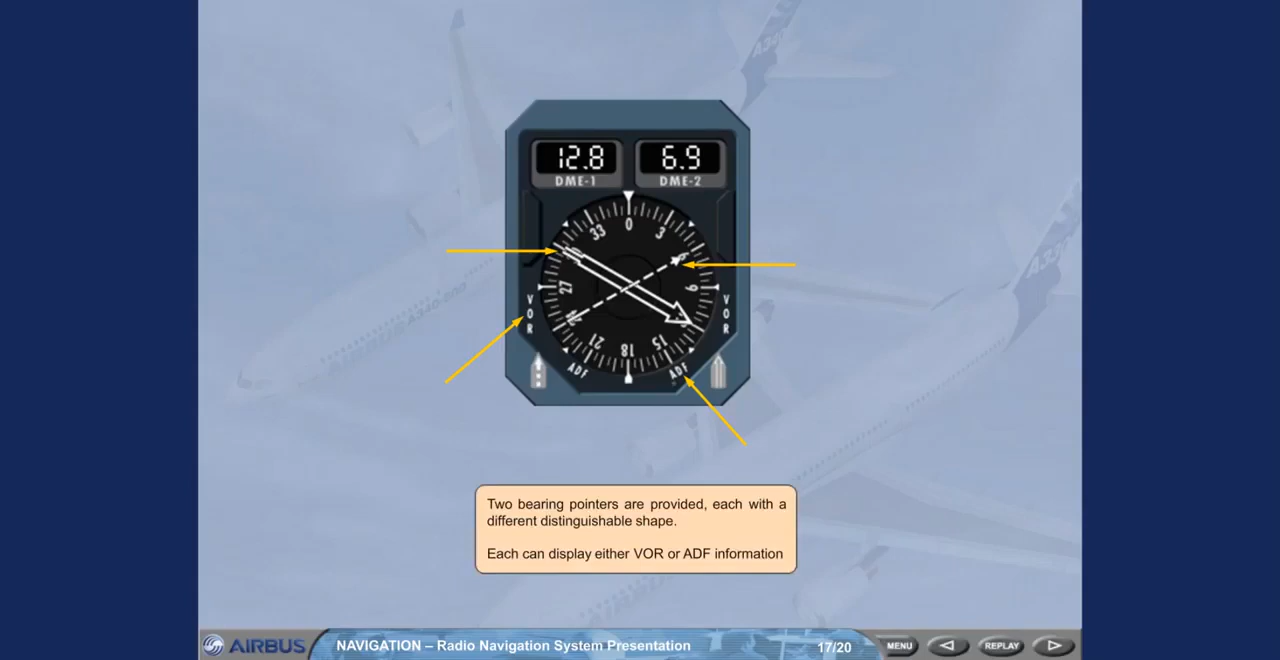 12.8 6.9
DME-1 DME-2
33 0 3
27 9
21 18 15
VOR VOR
ADF ADF
Two bearing pointers are provided, each with a
different distinguishable shape.
Each can display either VOR or ADF information
AIRBUS NAVIGATION – Radio Navigation System Presentation 17/20 MENU REPLAY